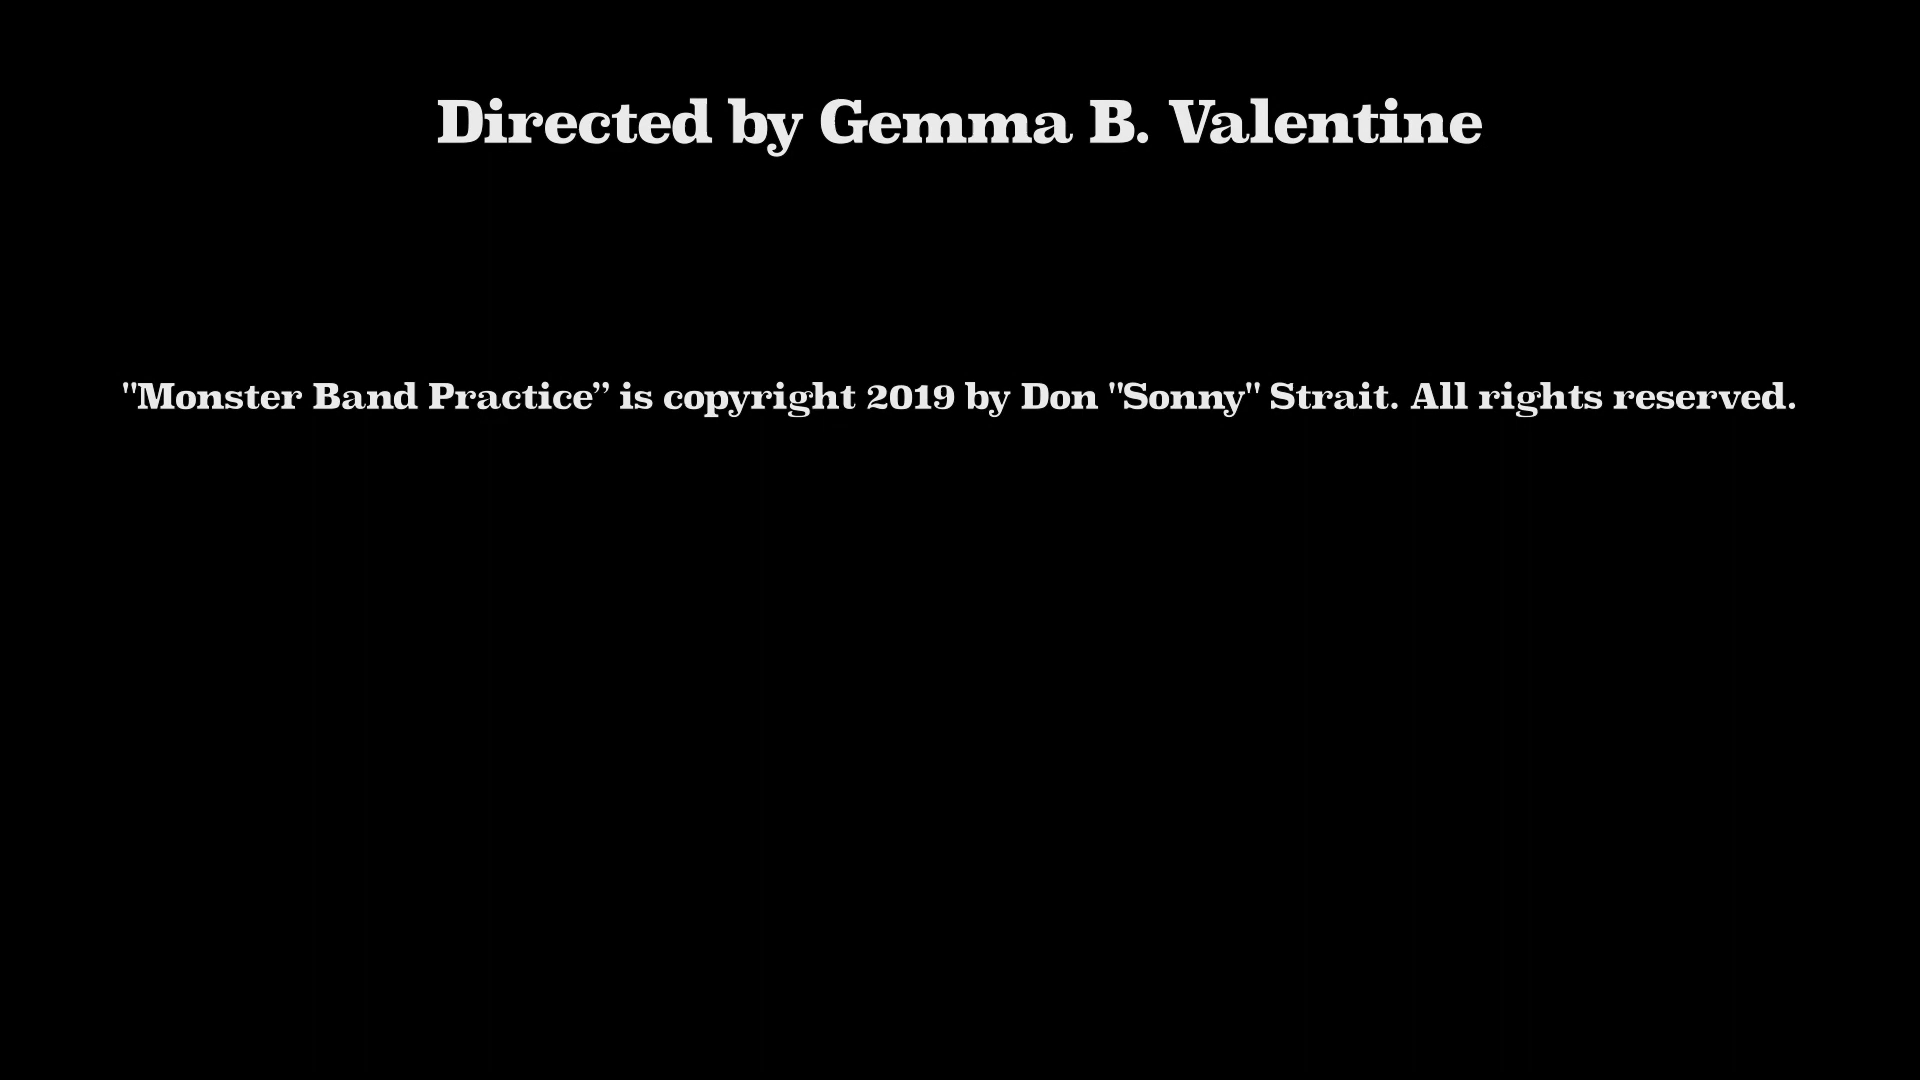 Directed by Gemma B. Valentine
"Monster Band Practice” is copyright 2019 by Don "Sonny" Strait. All rights reserved.